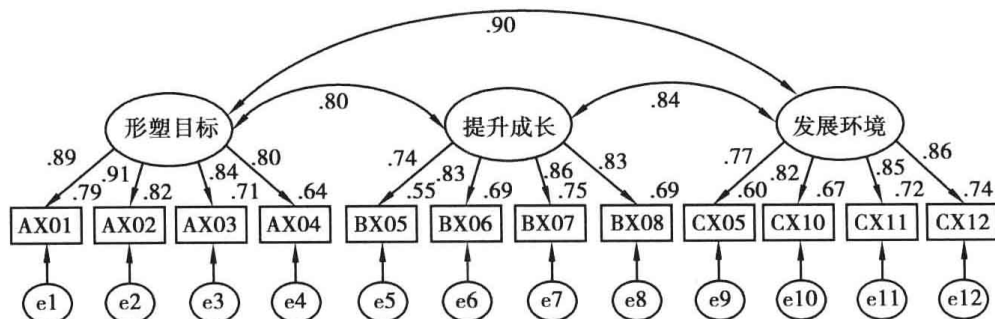 .90
.80
.84
形塑目标
提升成长
发展环境
.89
.91
.84
.80
.74
.83
.86
.83
.77
.82
.85
.86
.79
.82
.71
.64
.55
.69
.75
.69
.60
.67
.72
.74
AX01
AX02
AX03
AX04
BX05
BX06
BX07
BX08
CX05
CX10
CX11
CX12
e1
e2
e3
e4
e5
e6
e7
e8
e9
e10
e11
e12